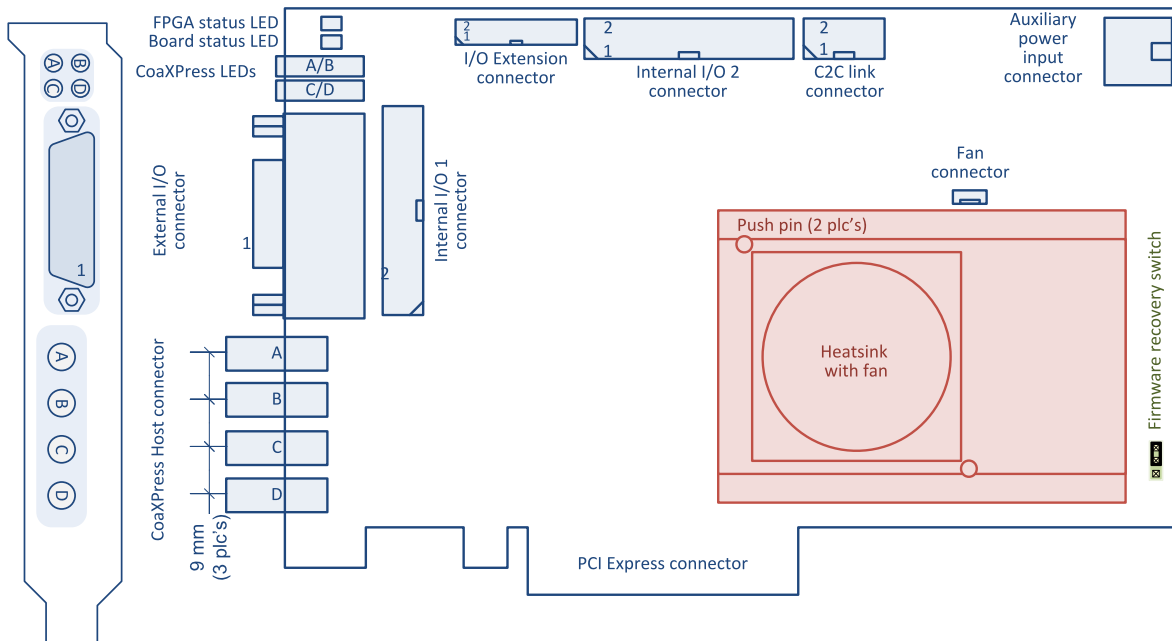 FPGA status LED
Board status LED
CoaXPress LEDs
A/B
C/D
2
1
I/O Extension
connector
2
1
Internal I/O 2
connector
2
1
C2C link
connector
Auxiliary
power
input
connector
A
B
C
D
1
External I/O
connector
1
Internal I/O 1
connector
2
Fan
connector
Push pin (2 plc's)
Heatsink
with fan
Firmware recovery switch
A
B
C
D
CoaXPress Host connector
A
B
C
D
9 mm
(3 plc's)
PCI Express connector